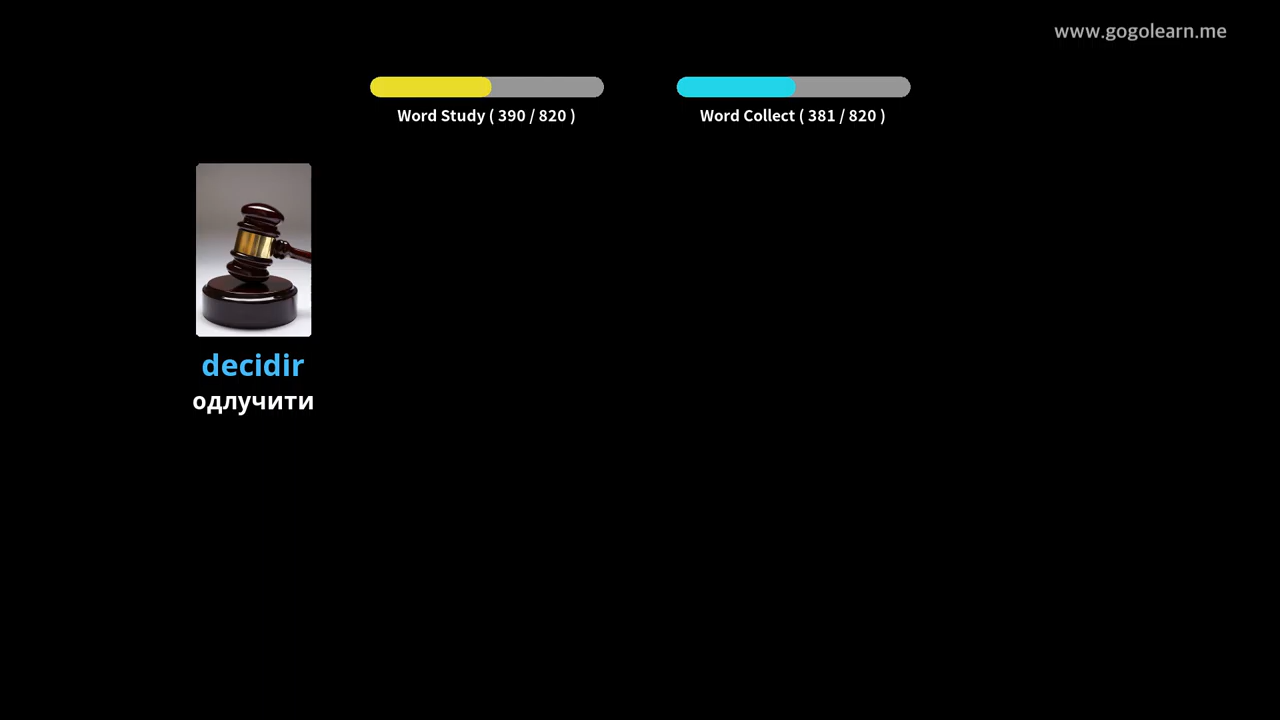 www.gogolearn.me
Word Study ( 390 / 820 )
Word Collect ( 381 / 820 )
decidir
одлучити